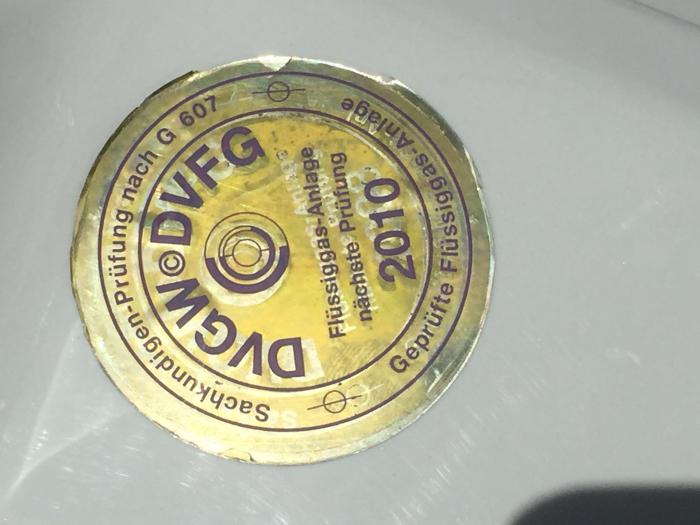 Sachkundigen-Prüfung nach G 607
DVGW © DVFG
Flüssiggas-Anlage
nächste Prüfung
2010
Geprüfte Flüssiggas-Anlage